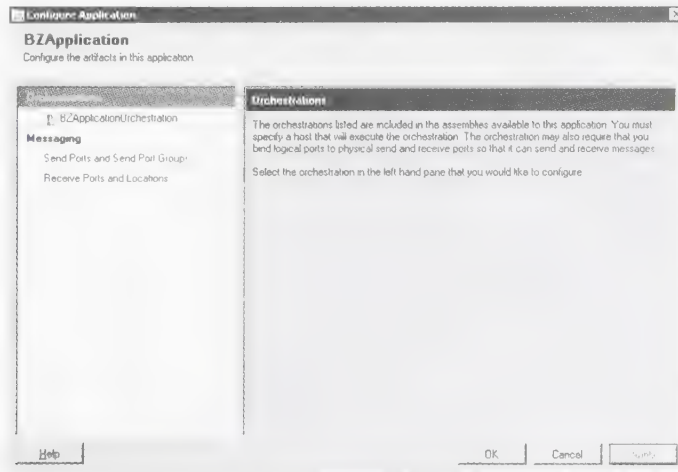 Configure Application
BZApplication
Configure the artifacts in this application.
BZApplicationOrchestration
Messaging
Send Ports and Send Port Groups
Receive Ports and Locations
Orchestrations
The orchestrations listed are included in the assemblies available to this application. You must
specify a host that will execute the orchestration. The orchestration may also require that you
bind logical ports to physical send and receive ports so that it can send and receive messages.
Select the orchestration in the left hand pane that you would like to configure.
Help
OK
Cancel